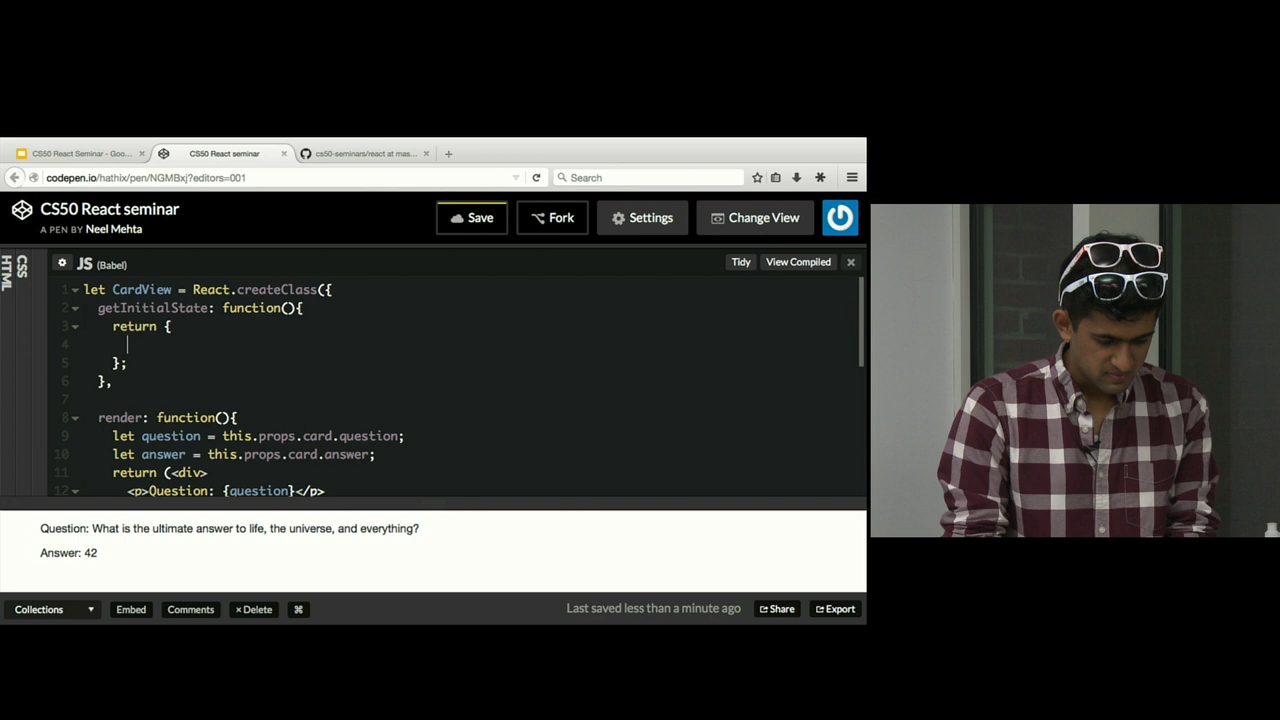 CS50 React Seminar - Goo...
CS50 React seminar
cs50-seminars/react at mas...
codepen.io/hathix/pen/NGMBxj?editors=001
Search
CS50 React seminar
A PEN BY Neel Mehta
Save
Fork
Settings
Change View
HTML
CSS
JS (Babel)
Tidy
View Compiled
1 let CardView = React.createClass({
2 getInitialState: function(){
3 return {
4
5 };
6 },
7
8 render: function(){
9 let question = this.props.card.question;
10 let answer = this.props.card.answer;
11 return (<div>
12 <p>Question: {question}</p>
Question: What is the ultimate answer to life, the universe, and everything?
Answer: 42
Collections
Embed
Comments
× Delete
⌘
Last saved less than a minute ago
Share
Export